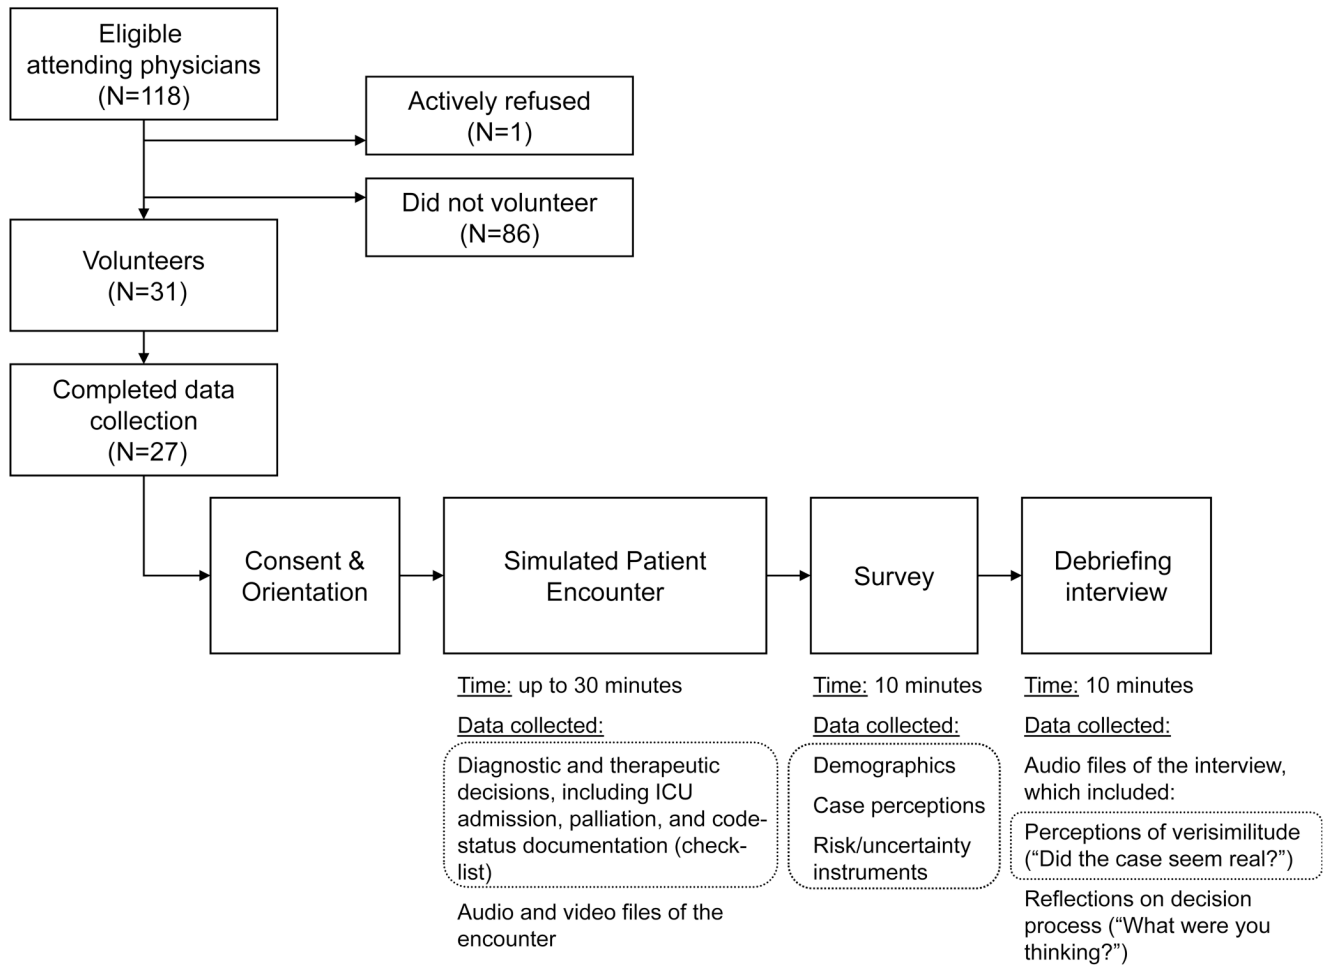 Eligible
attending physicians
(N=118)
Actively refused
(N=1)
Did not volunteer
(N=86)
Volunteers
(N=31)
Completed data
collection
(N=27)
Consent &
Orientation
Simulated Patient
Encounter
Survey
Debriefing
interview
Time: up to 30 minutes
Data collected:
Diagnostic and therapeutic
decisions, including ICU
admission, palliation, and code-
status documentation (check-
list)
Audio and video files of the
encounter
Time: 10 minutes
Data collected:
Demographics
Case perceptions
Risk/uncertainty
instruments
Time: 10 minutes
Data collected:
Audio files of the interview,
which included:
Perceptions of verisimilitude
(“Did the case seem real?”)
Reflections on decision
process (“What were you
thinking?”)